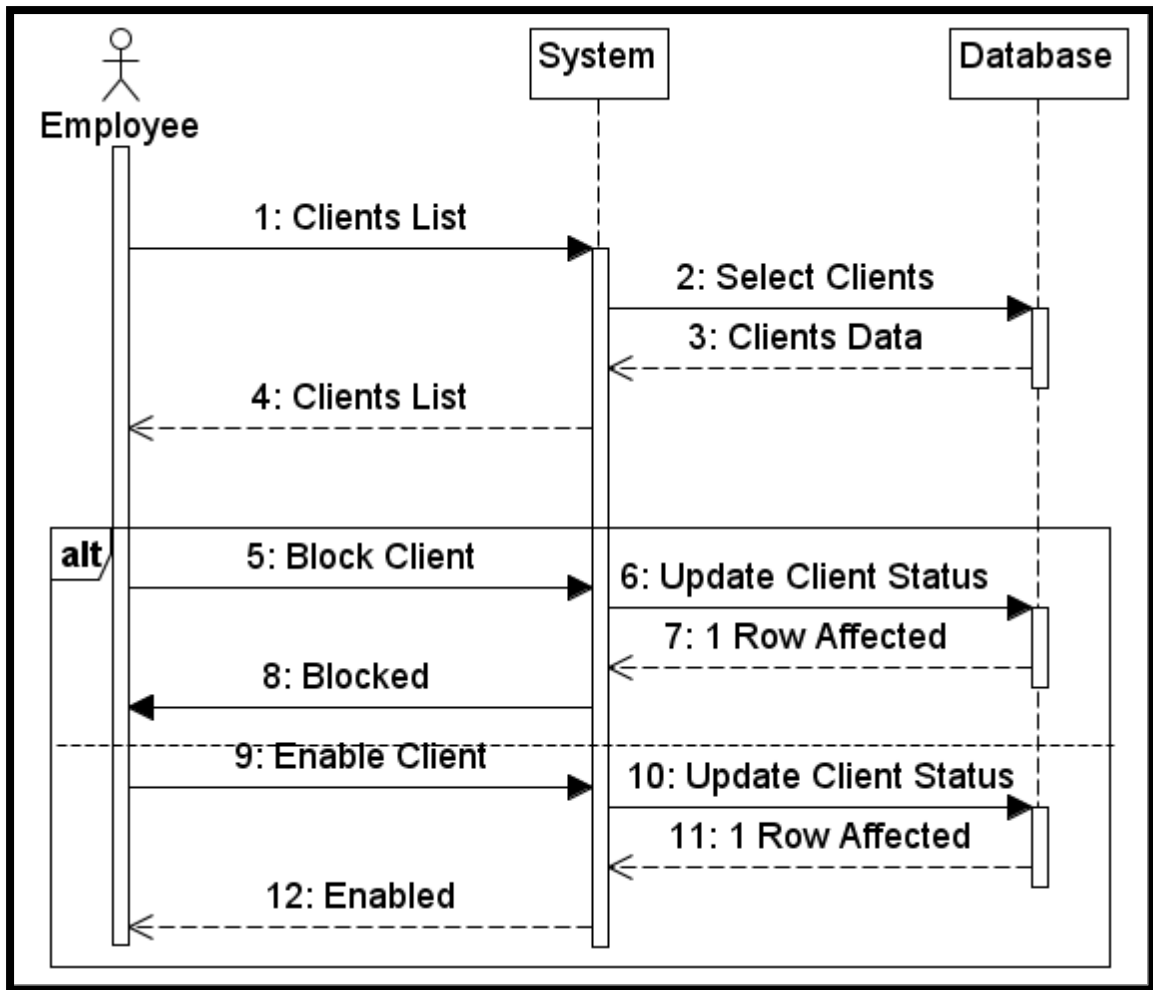 Employee
System
Database
1: Clients List
2: Select Clients
3: Clients Data
4: Clients List
alt
5: Block Client
6: Update Client Status
7: 1 Row Affected
8: Blocked
9: Enable Client
10: Update Client Status
11: 1 Row Affected
12: Enabled